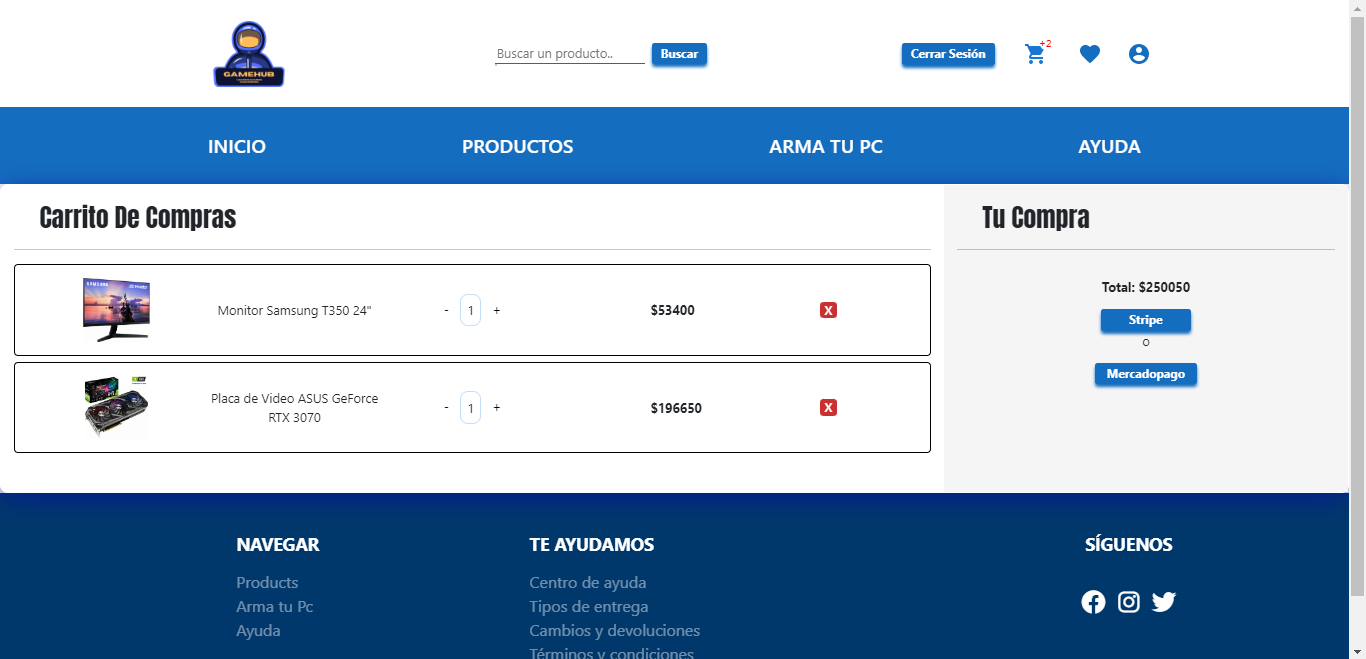 GAMEHUB
Buscar un producto..
Buscar
Cerrar Sesión
+2
INICIO
PRODUCTOS
ARMA TU PC
AYUDA
Carrito De Compras
Tu Compra
SAMSUNG
Monitor Samsung T350 24"
- 1 +
$53400
X
Placa de Video ASUS GeForce
RTX 3070
- 1 +
$196650
X
Total: $250050
Stripe
O
Mercadopago
NAVEGAR
Products
Arma tu Pc
Ayuda
TE AYUDAMOS
Centro de ayuda
Tipos de entrega
Cambios y devoluciones
Términos y condiciones
SÍGUENOS